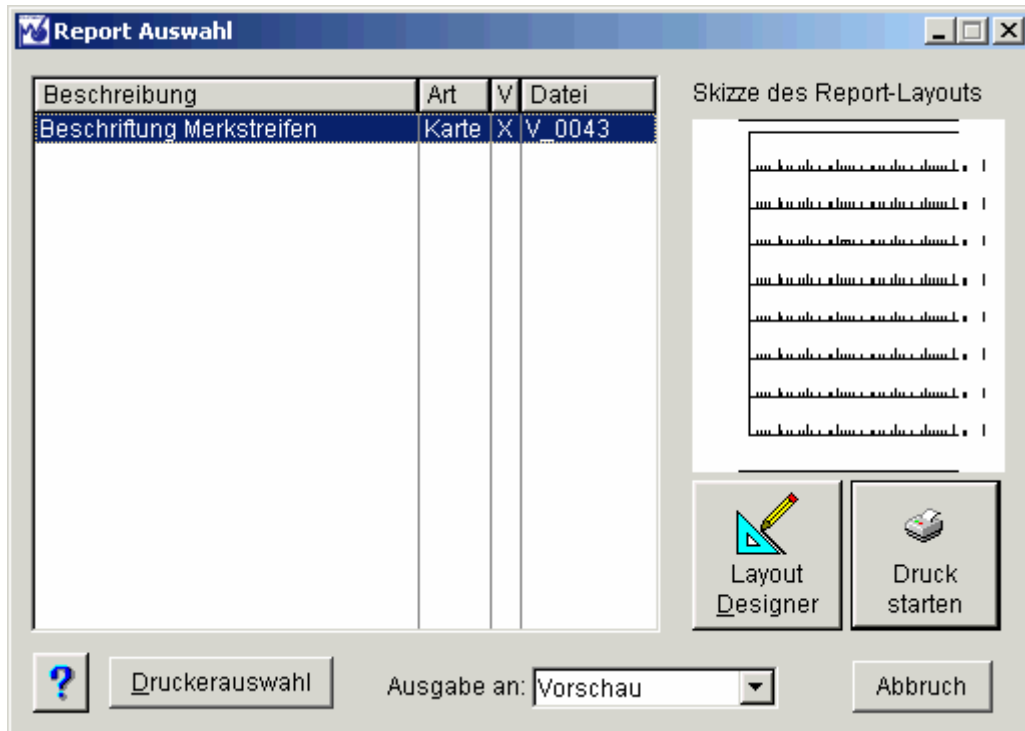 Report Auswahl
Beschreibung Art V Datei
Beschriftung Merkstreifen Karte X V_0043
Skizze des Report-Layouts
Layout
Designer
Druck
starten
? Druckerauswahl Ausgabe an: Vorschau Abbruch